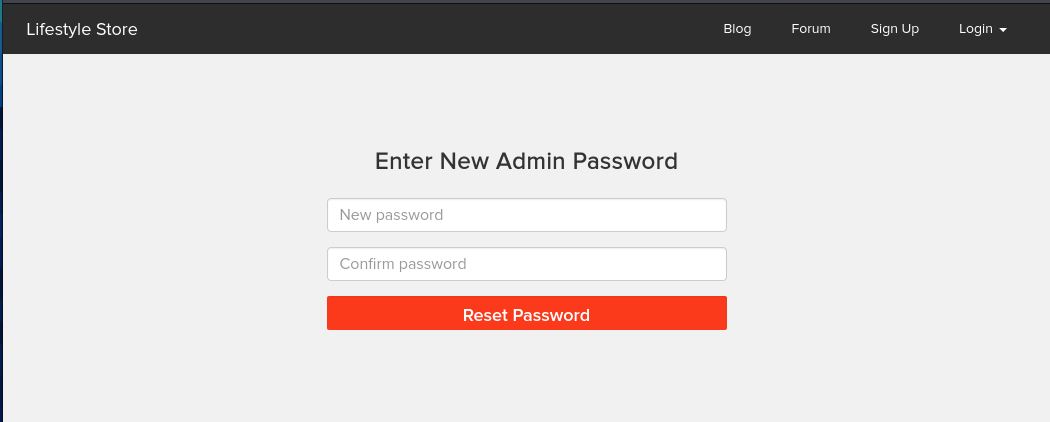 Lifestyle Store
Blog Forum Sign Up Login
Enter New Admin Password
New password
Confirm password
Reset Password